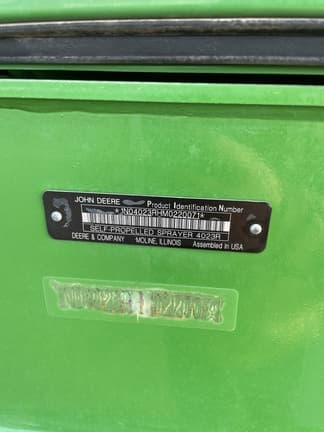 JOHN DEERE Product Identification Number
*1N04023RHM0220071*
SELF-PROPELLED SPRAYER 4023R
DEERE & COMPANY MOLINE, ILLINOIS Assembled in USA